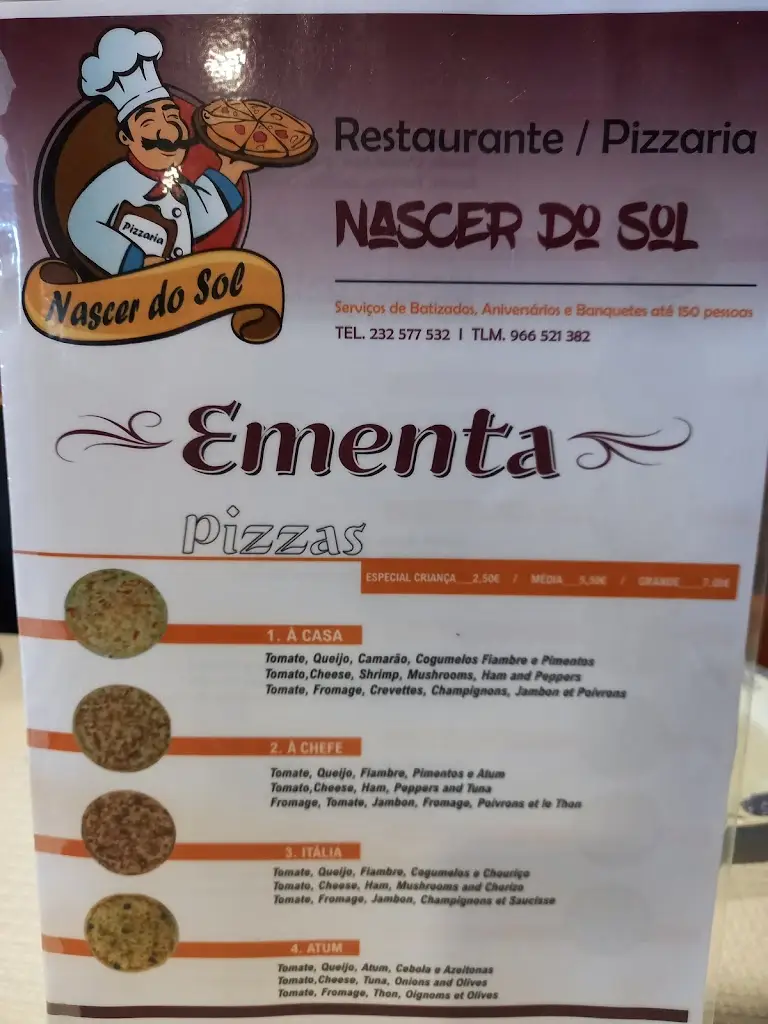 Pizzaria
Nascer do Sol
Restaurante / Pizzaria
NASCER DO SOL
Serviços de Batizados, Aniversários e Banquetes até 150 pessoas
TEL. 232 577 532 | TLM. 966 521 382
Ementa
Pizzas
ESPECIAL CRIANÇA__2,50€ / MÉDIA__5,50€ / GRANDE___7,00€
1. À CASA
Tomate, Queijo, Camarão, Cogumelos Fiambre e Pimentos
Tomato,Cheese, Shrimp, Mushrooms, Ham and Peppers
Tomate, Fromage, Crevettes, Champignons, Jambon et Poivrons
2. À CHEFE
Tomate, Queijo, Fiambre, Pimentos e Atum
Tomato,Cheese, Ham, Peppers and Tuna
Fromage, Tomate, Jambon, Fromage, Poivrons et le Thon
3. ITÁLIA
Tomate, Queijo, Fiambre, Cogumelos e Chouriço
Tomato, Cheese, Ham, Mushrooms and Chorizo
Tomate, Fromage, Jambon, Champignons et Saucisse
4. ATUM
Tomate, Queijo, Atum, Cebola e Azeitonas
Tomato,Cheese, Tuna, Onions and Olives
Tomate, Fromage, Thon, Oignoms et Olives